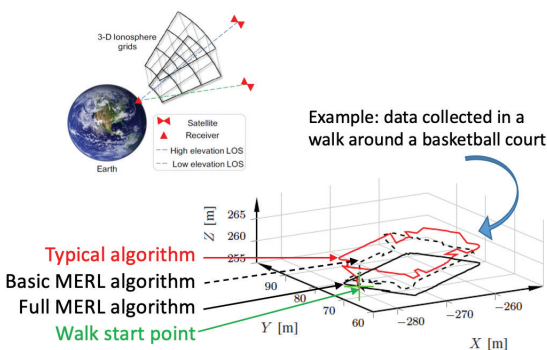 3-D Ionosphere
grids
Earth
Satellite
Receiver
High elevation LOS
Low elevation LOS
Example: data collected in a
walk around a basketball court
Typical algorithm
Basic MERL algorithm
Full MERL algorithm
Walk start point
Z [m]
265
260
255
90
80
70
60
Y [m]
−280
−270
−260
X [m]